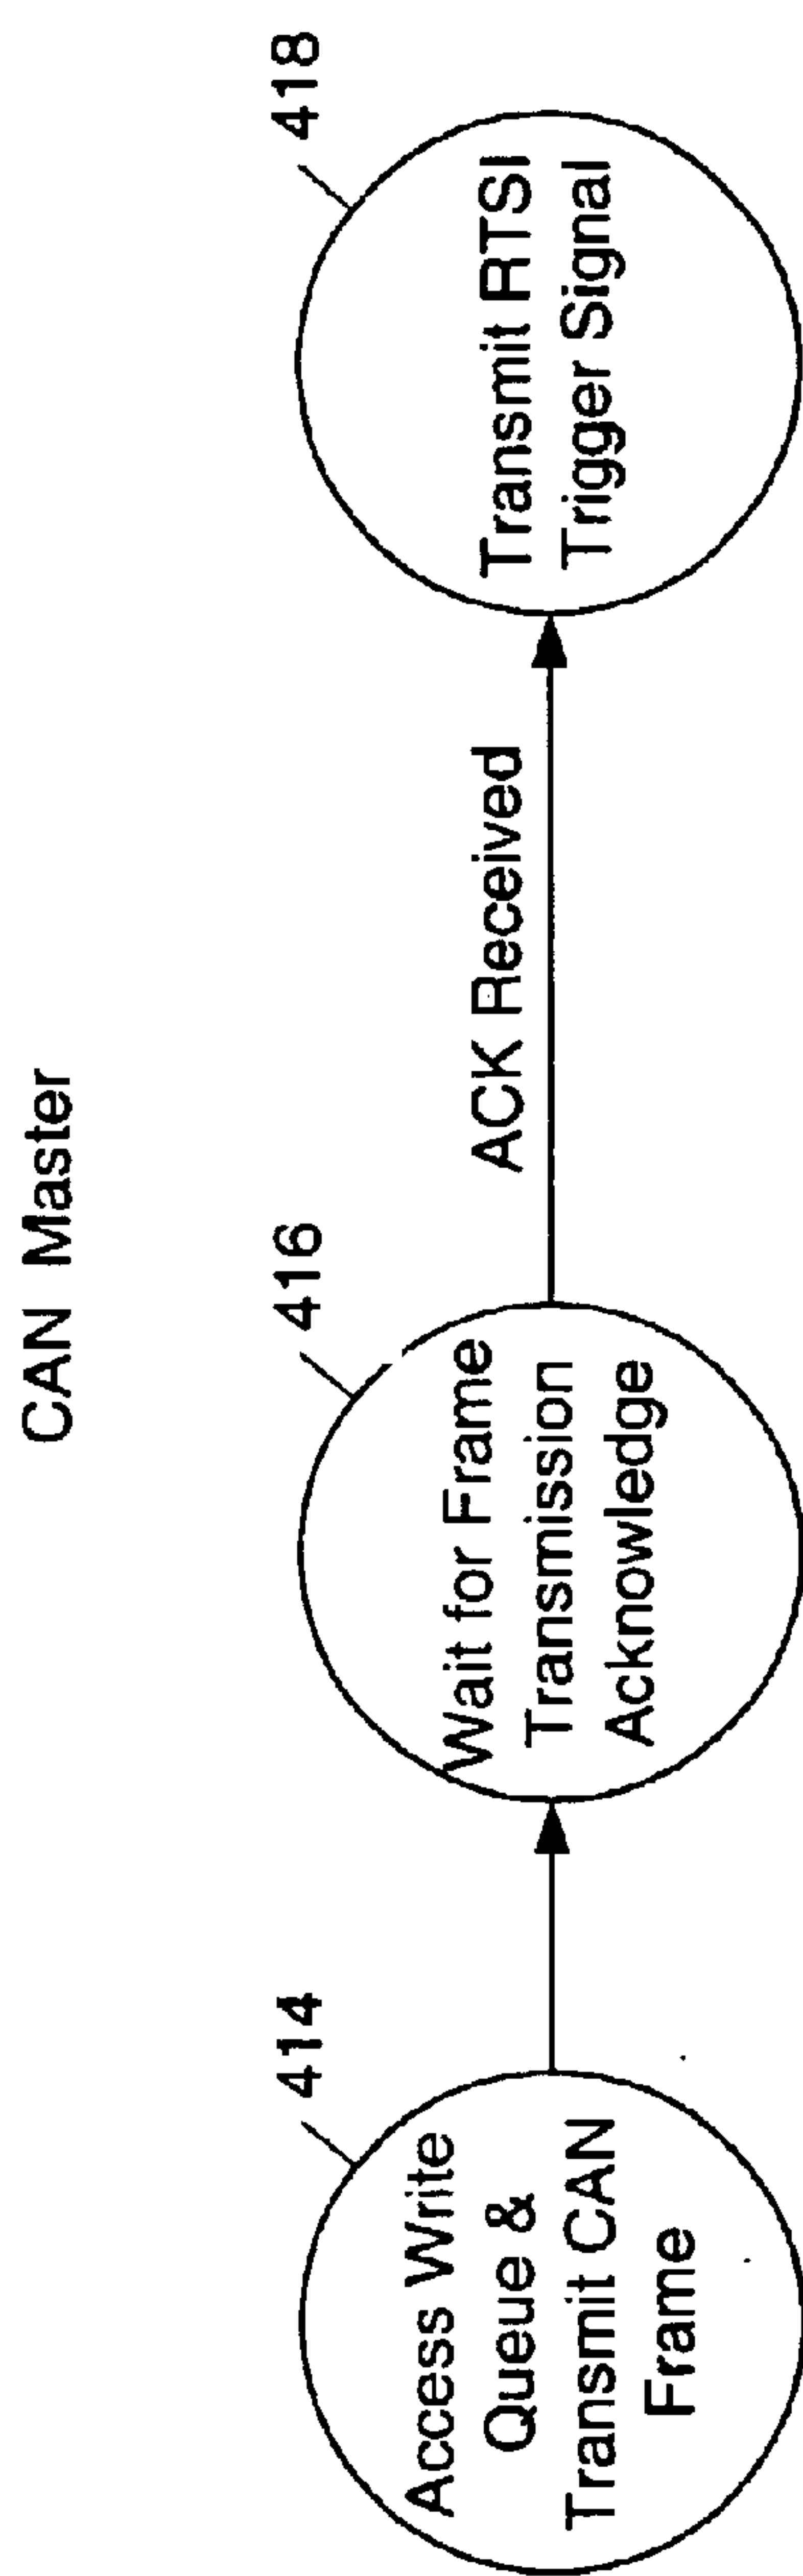 CAN Master
414
Access Write
Queue &
Transmit CAN
Frame
416
Wait for Frame
Transmission
Acknowledge
ACK Received
418
Transmit RTSI
Trigger Signal